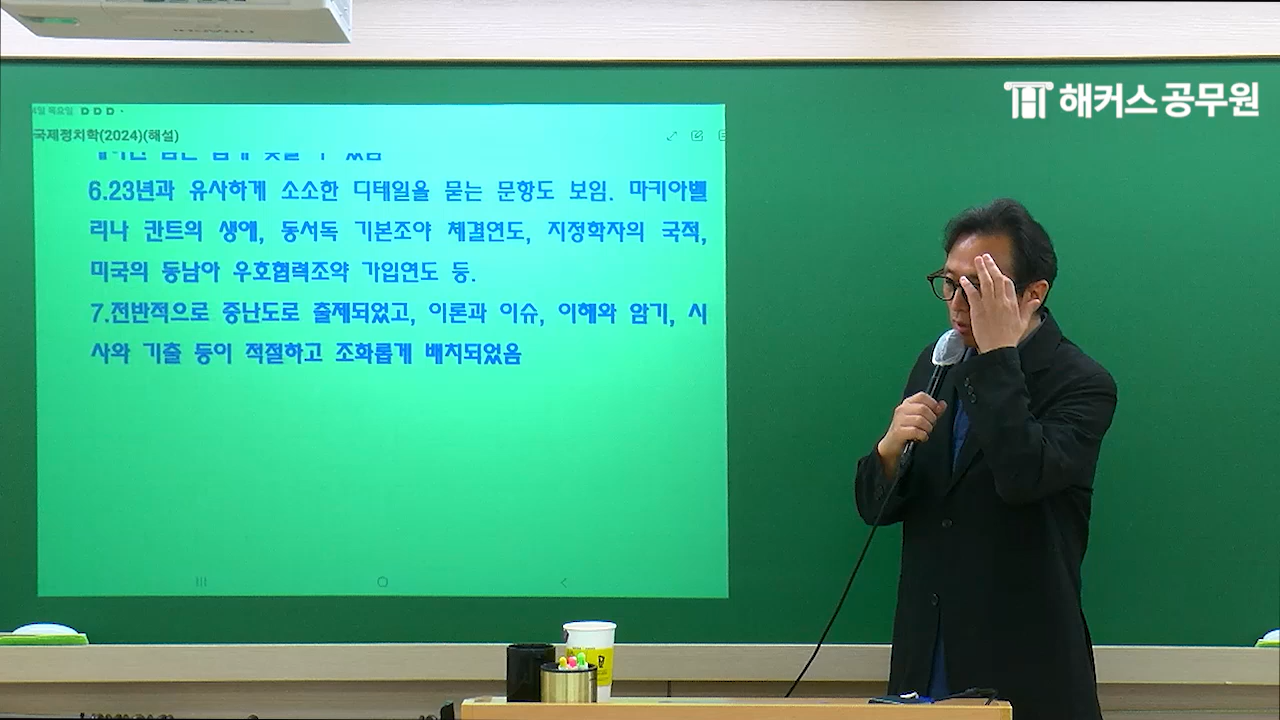 해커스공무원
4일 목요일
국제정치학(2024)(해설)
6.23년과 유사하게 소소한 디테일을 묻는 문항도 보임. 마키아벨
리나 칸트의 생애, 동서독 기본조약 체결연도, 지정학자의 국적,
미국의 동남아 우호협력조약 가입연도 등.
7.전반적으로 중난도로 출제되었고, 이론과 이슈, 이해와 암기, 시
사와 기출 등이 적절하고 조화롭게 배치되었음